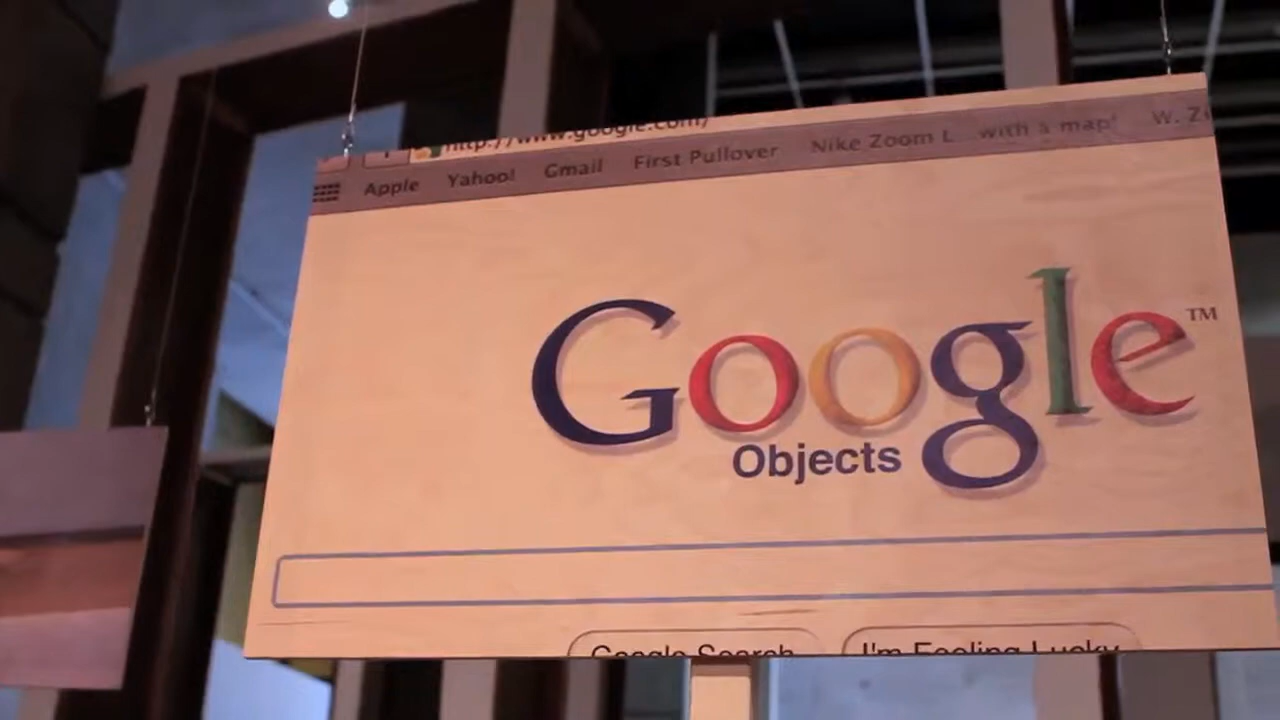 http://www.google.com/
Apple Yahoo! Gmail First Pullover Nike Zoom L...with a map' W. Z
Google™
Objects
Google Search I'm Feeling Lucky